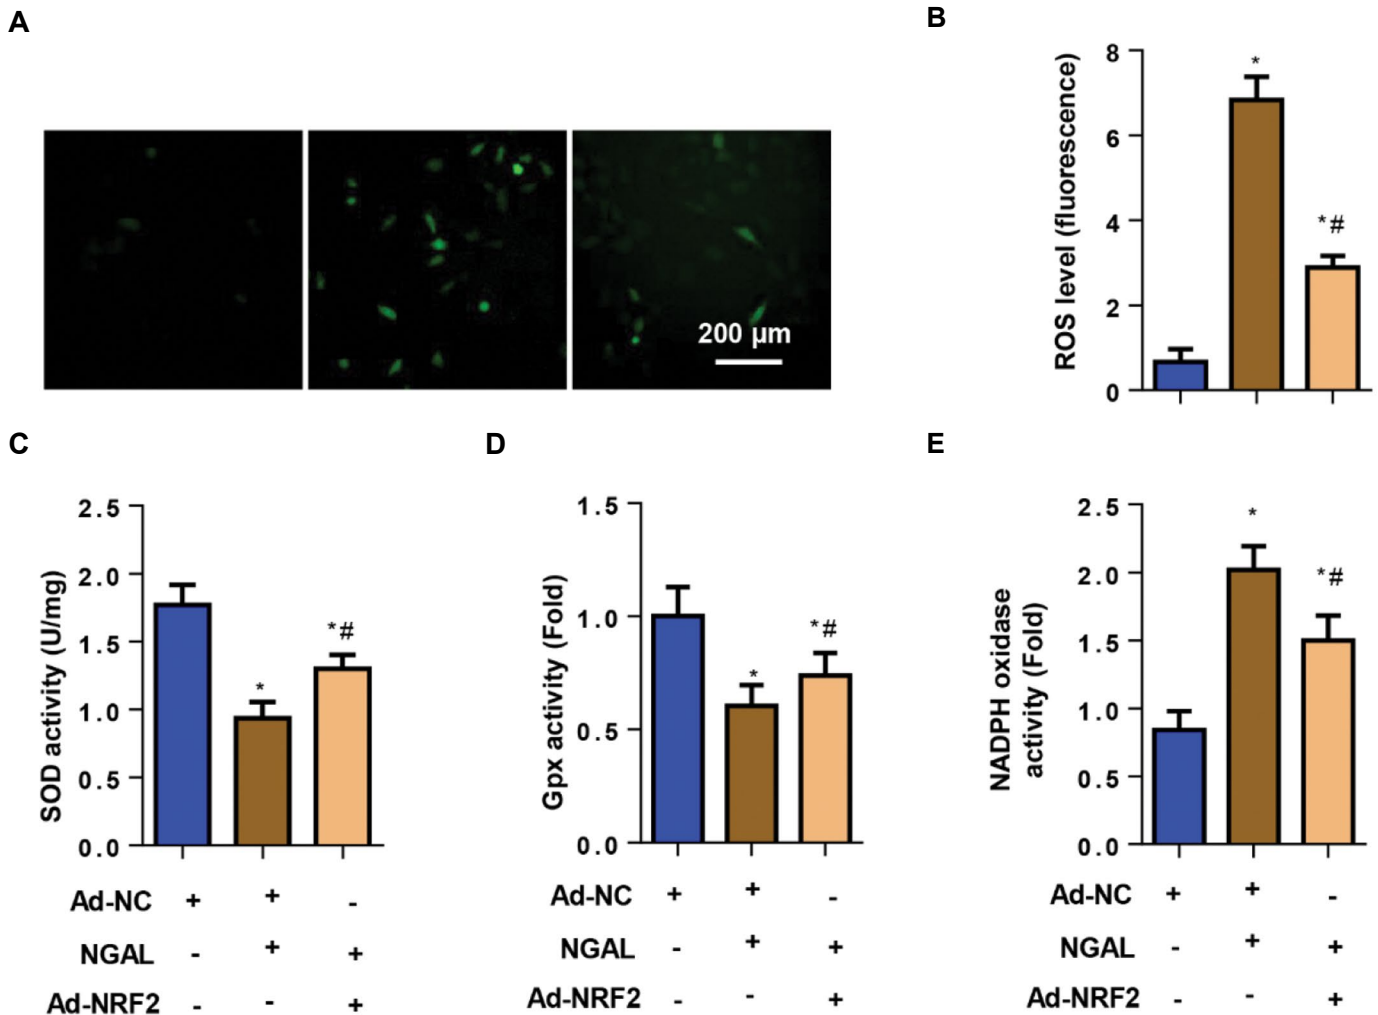 A
200 µm
B
ROS level (fluorescence)
8
6
4
2
0
*
*#
C
SOD activity (U/mg)
2.5
2.0
1.5
1.0
0.5
0.0
*
*#
Ad-NC + + -
NGAL - + +
Ad-NRF2 - - +
D
Gpx activity (Fold)
1.5
1.0
0.5
0.0
*
*#
Ad-NC + + -
NGAL - + +
Ad-NRF2 - - +
E
NADPH oxidase
activity (Fold)
2.5
2.0
1.5
1.0
0.5
0.0
*
*#
Ad-NC + + -
NGAL - + +
Ad-NRF2 - - +